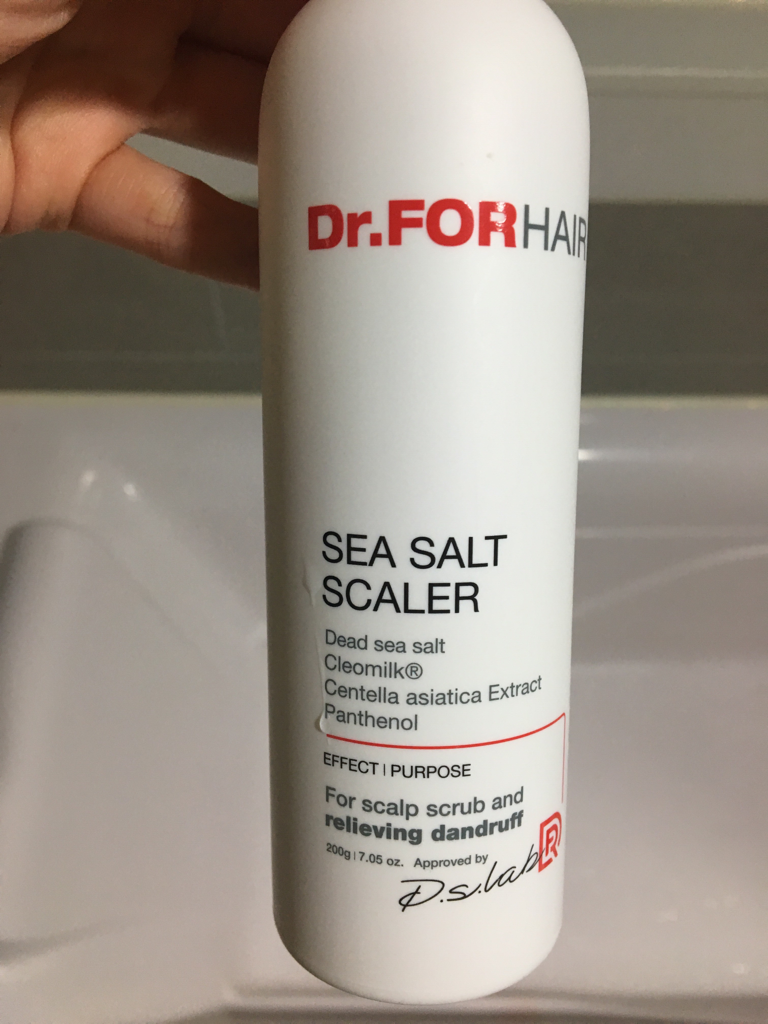 Dr.FORHAIR
SEA SALT
SCALER
Dead sea salt
Cleomilk®
Centella asiatica Extract
Panthenol
EFFECT | PURPOSE
For scalp scrub and
relieving dandruff
200g | 7.05 oz. Approved by
D.s.lab